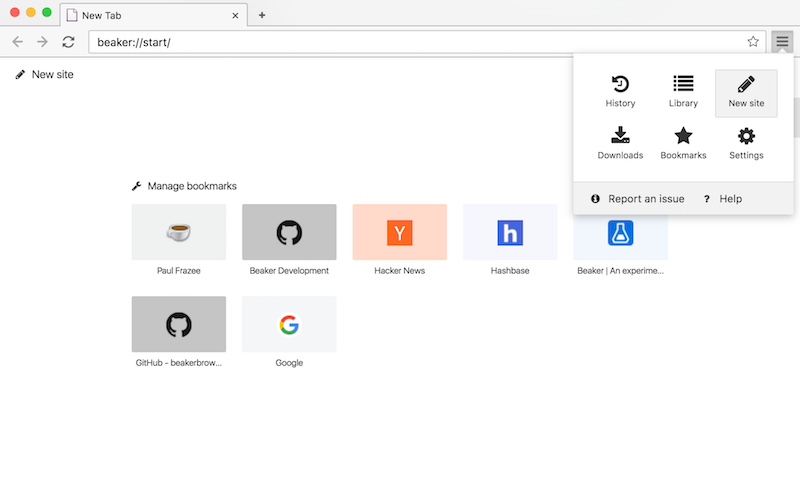 New Tab
beaker://start/
New site
History Library New site
Downloads Bookmarks Settings
Report an issue ? Help
Manage bookmarks
Y h
Paul Frazee Beaker Development Hacker News Hashbase Beaker | An experime...
GitHub - beakerbrow... Google